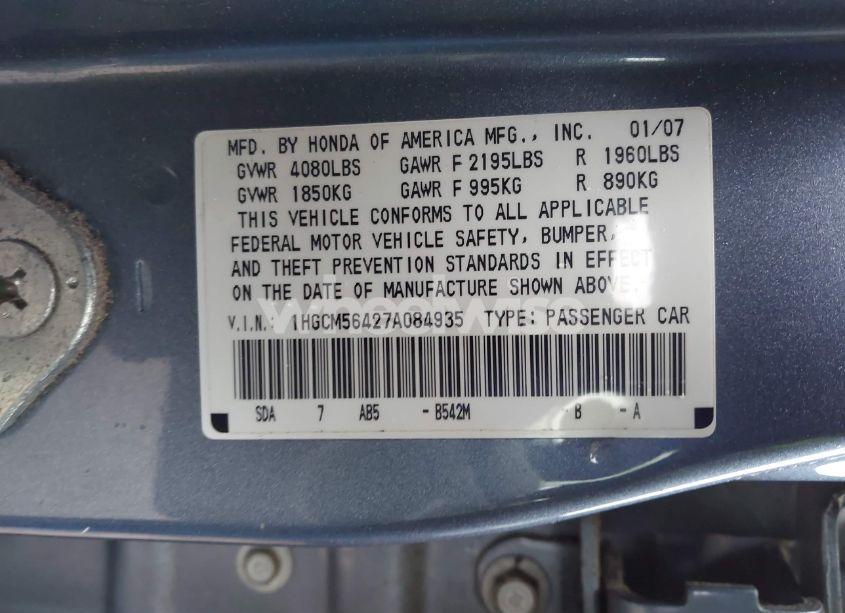 MFD. BY HONDA OF AMERICA MFG., INC. 01/07
GVWR 4080LBS GAWR F 2195LBS R 1960LBS
GVWR 1850KG GAWR F 995KG R 890KG
THIS VEHICLE CONFORMS TO ALL APPLICABLE
FEDERAL MOTOR VEHICLE SAFETY, BUMPER,
AND THEFT PREVENTION STANDARDS IN EFFECT
ON THE DATE OF MANUFACTURE SHOWN ABOVE.
V.I.N.: 1HGCM56427A084935 TYPE: PASSENGER CAR
SDA 7 AB5 - B542M - B - A